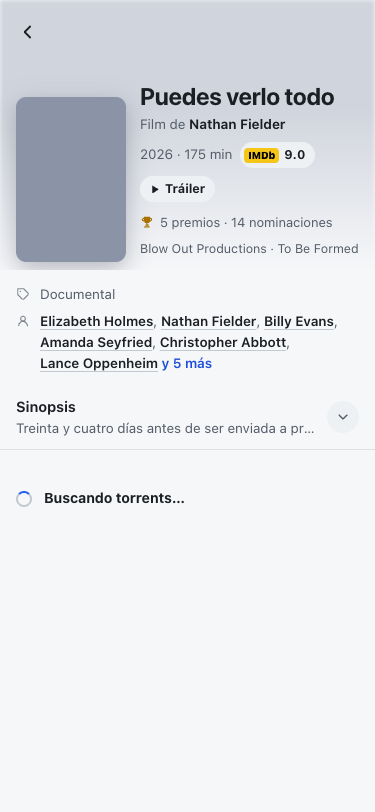 Puedes verlo todo
Film de Nathan Fielder
2026 · 175 min IMDb 9.0
Tráiler
5 premios · 14 nominaciones
Blow Out Productions · To Be Formed
Documental
Elizabeth Holmes, Nathan Fielder, Billy Evans,
Amanda Seyfried, Christopher Abbott,
Lance Oppenheim y 5 más
Sinopsis
Treinta y cuatro días antes de ser enviada a pr...
Buscando torrents...